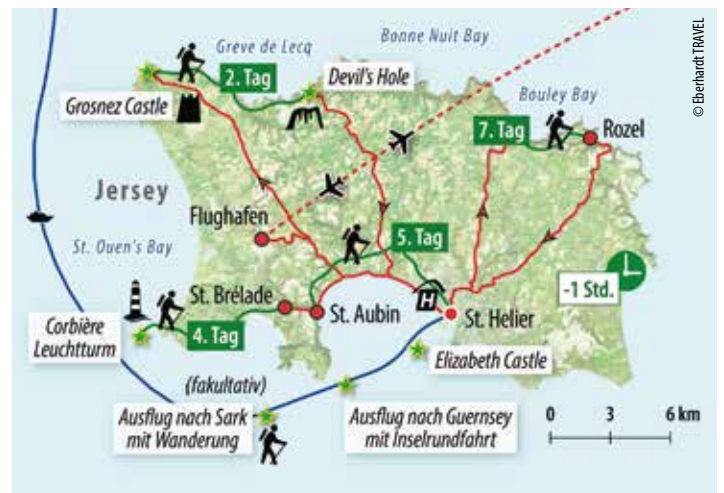 © Eberhardt TRAVEL
Bonne Nuit Bay
Greve de Lecq
2. Tag
Devil's Hole
Grosnez Castle
Bouley Bay
7. Tag
Rozel
Jersey
Flughafen
5. Tag
St. Ouen's Bay
-1 Std.
St. Brélade
St. Aubin
H
St. Helier
Corbière
Leuchtturm
4. Tag
Elizabeth Castle
(fakultativ)
Ausflug nach Sark
mit Wanderung
Ausflug nach Guernsey
mit Inselrundfahrt
0 3 6 km